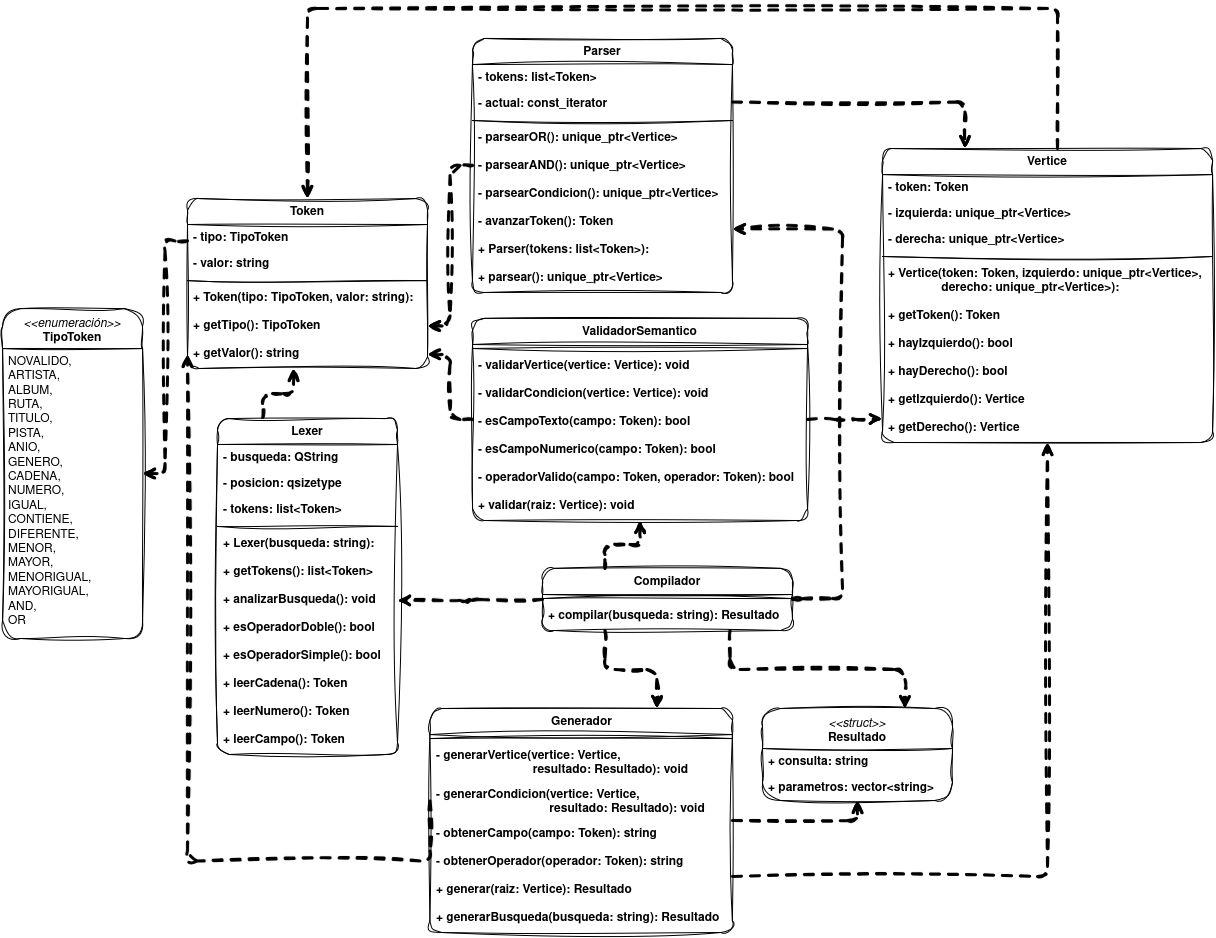 Parser
- tokens: list<Token>
- actual: const_iterator
- parsearOR(): unique_ptr<Vertice>
- parsearAND(): unique_ptr<Vertice>
- parsearCondicion(): unique_ptr<Vertice>
- avanzarToken(): Token
+ Parser(tokens: list<Token>):
+ parsear(): unique_ptr<Vertice>
Vertice
- token: Token
- izquierda: unique_ptr<Vertice>
- derecha: unique_ptr<Vertice>
+ Vertice(token: Token, izquierdo: unique_ptr<Vertice>,
derecho: unique_ptr<Vertice>):
+ getToken(): Token
+ hayIzquierdo(): bool
+ hayDerecho(): bool
+ getIzquierdo(): Vertice
+ getDerecho(): Vertice
Token
- tipo: TipoToken
- valor: string
+ Token(tipo: TipoToken, valor: string):
+ getTipo(): TipoToken
+ getValor(): string
<<enumeración>>
TipoToken
NOVALIDO,
ARTISTA,
ALBUM,
RUTA,
TITULO,
PISTA,
ANIO,
GENERO,
CADENA,
NUMERO,
IGUAL,
CONTIENE,
DIFERENTE,
MENOR,
MAYOR,
MENORIGUAL,
MAYORIGUAL,
AND,
OR
ValidadorSemantico
- validarVertice(vertice: Vertice): void
- validarCondicion(vertice: Vertice): void
- esCampoTexto(campo: Token): bool
- esCampoNumerico(campo: Token): bool
- operadorValido(campo: Token, operador: Token): bool
+ validar(raiz: Vertice): void
Lexer
- busqueda: QString
- posicion: qsizetype
- tokens: list<Token>
+ Lexer(busqueda: string):
+ getTokens(): list<Token>
+ analizarBusqueda(): void
+ esOperadorDoble(): bool
+ esOperadorSimple(): bool
+ leerCadena(): Token
+ leerNumero(): Token
+ leerCampo(): Token
Compilador
+ compilar(busqueda: string): Resultado
Generador
- generarVertice(vertice: Vertice,
resultado: Resultado): void
- generarCondicion(vertice: Vertice,
resultado: Resultado): void
- obtenerCampo(campo: Token): string
- obtenerOperador(operador: Token): string
+ generar(raiz: Vertice): Resultado
+ generarBusqueda(busqueda: string): Resultado
<<struct>>
Resultado
+ consulta: string
+ parametros: vector<string>